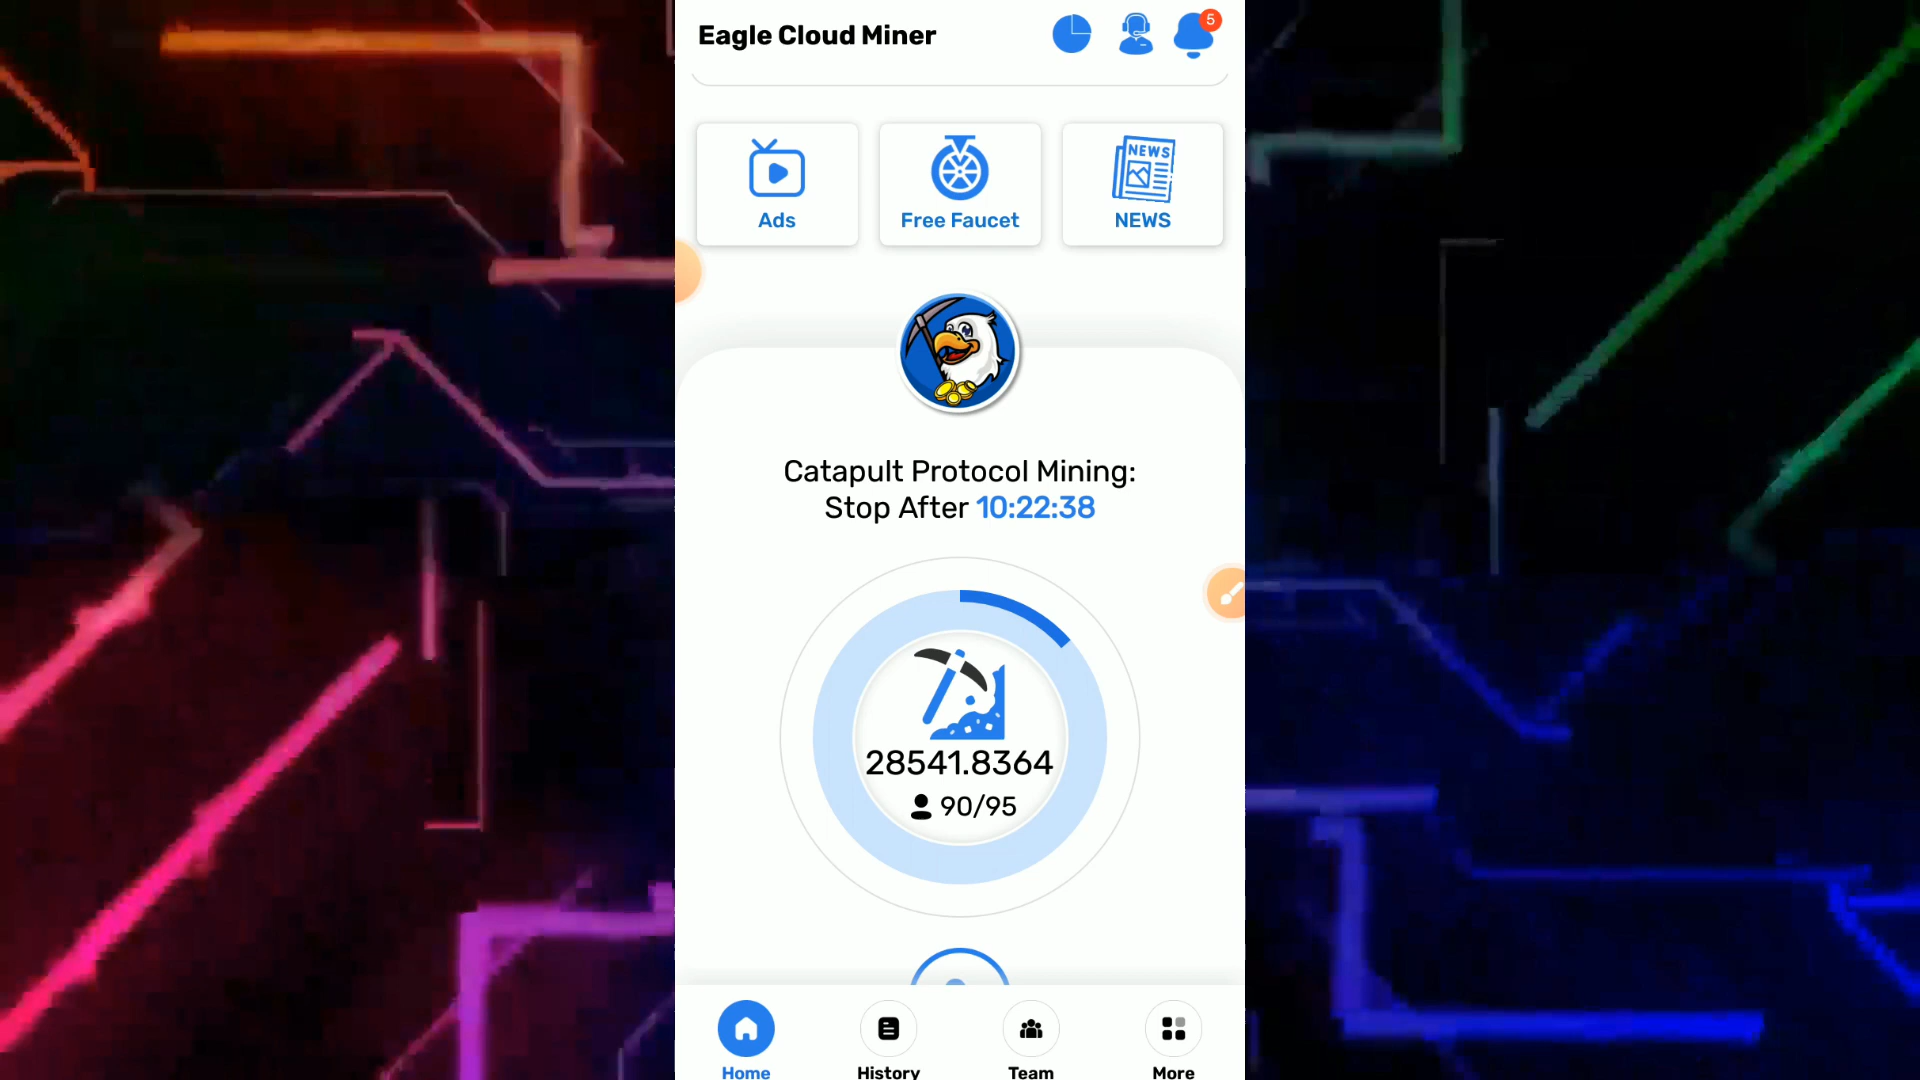 Eagle Cloud Miner
5
Ads
Free Faucet
NEWS
NEWS
Catapult Protocol Mining:
Stop After 10:22:38
28541.8364
90/95
Home
History
Team
More